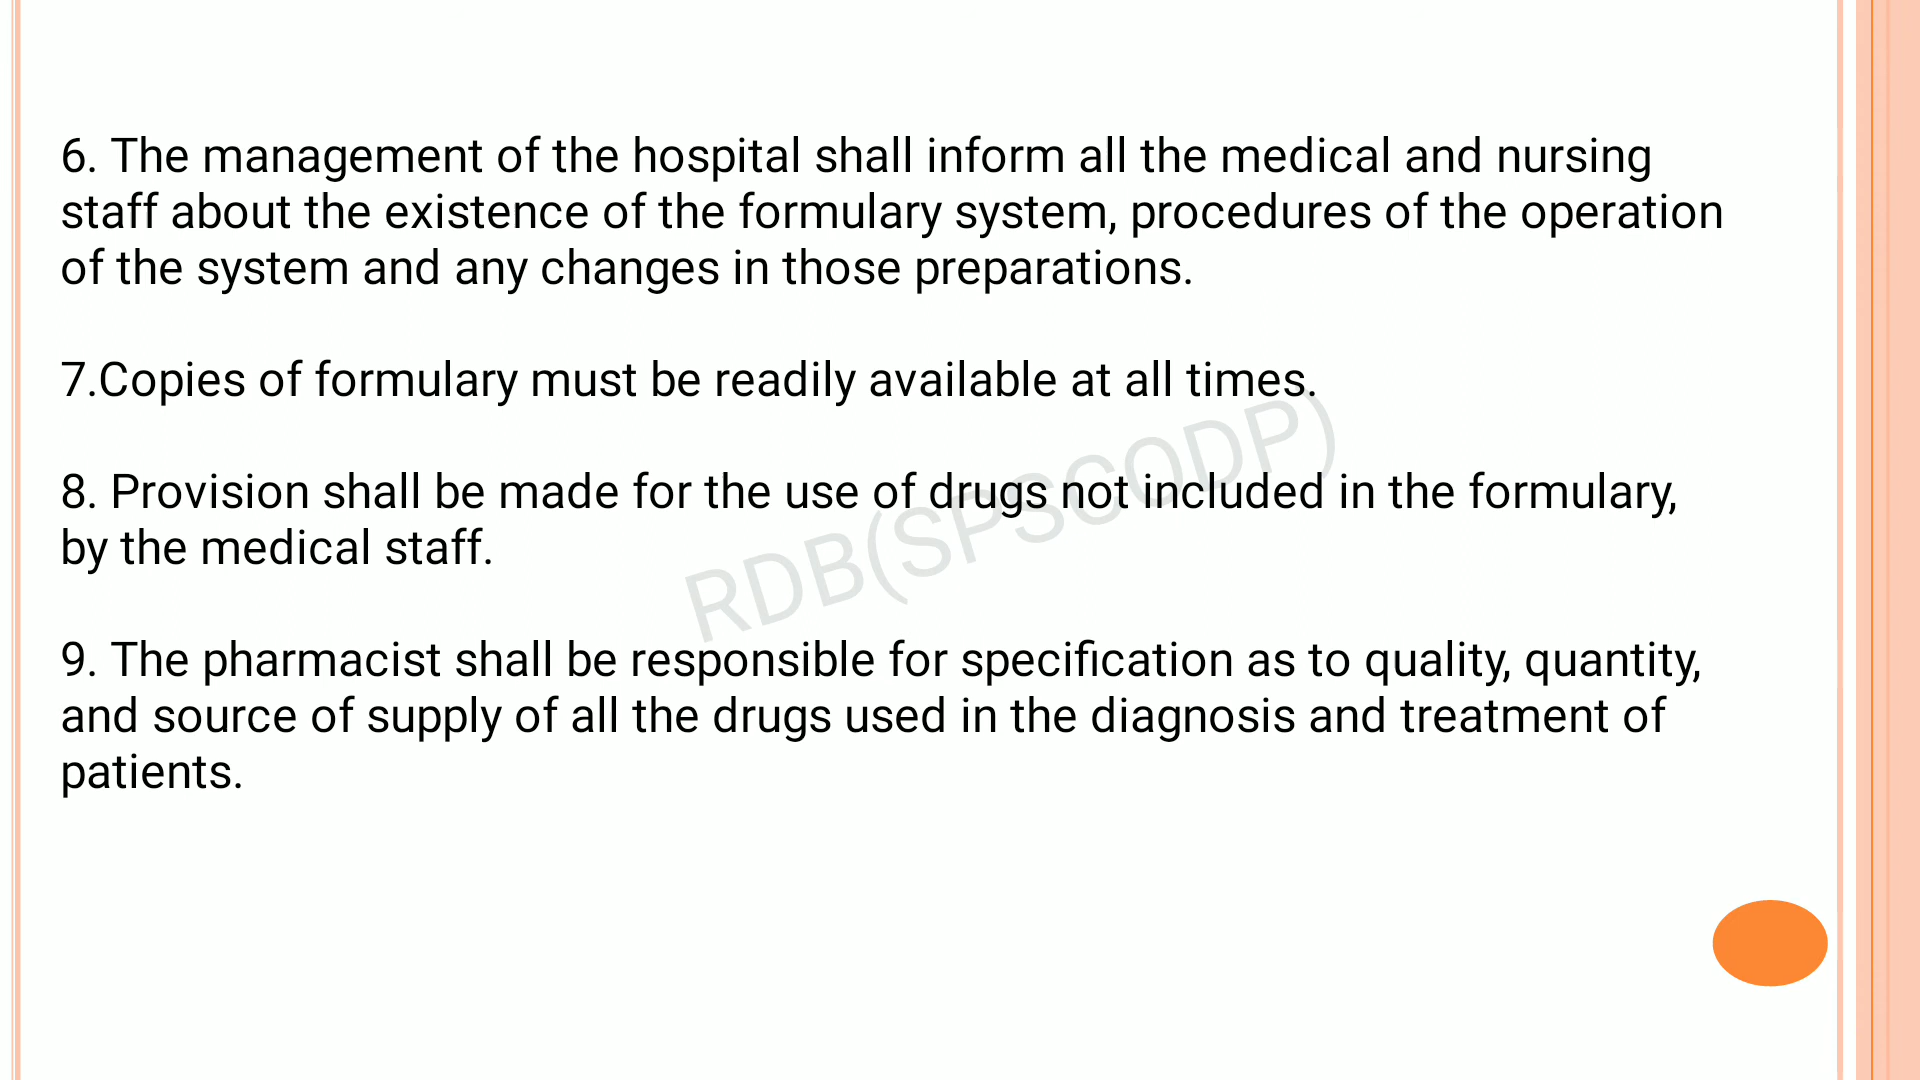 6. The management of the hospital shall inform all the medical and nursing
staff about the existence of the formulary system, procedures of the operation
of the system and any changes in those preparations.
7.Copies of formulary must be readily available at all times.
8. Provision shall be made for the use of drugs not included in the formulary,
by the medical staff.
RDB(SPSCODP)
9. The pharmacist shall be responsible for specification as to quality, quantity,
and source of supply of all the drugs used in the diagnosis and treatment of
patients.